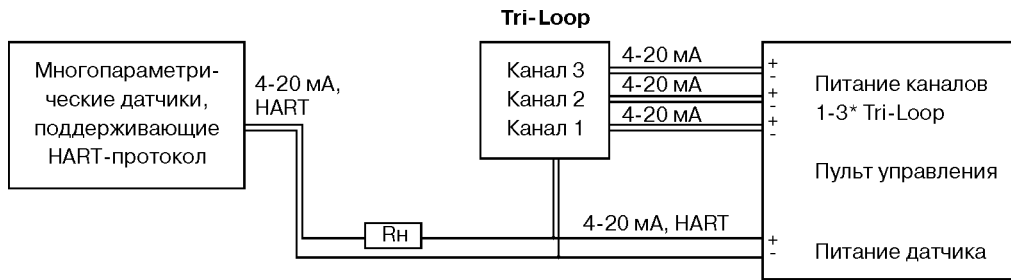 Tri-Loop
Многопараметри-
ческие датчики,
поддерживающие
HART-протокол
4-20 мА,
HART
Канал 3
Канал 2
Канал 1
4-20 мА
4-20 мА
4-20 мА
+
-
+
-
+
-
Питание каналов
1-3* Tri-Loop
Пульт управления
Rн
4-20 мА, HART
+
-
Питание датчика